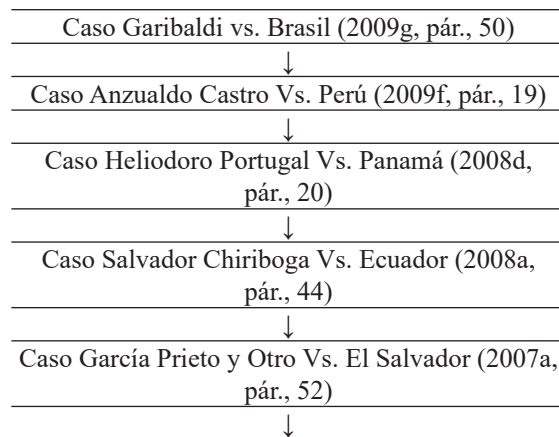 Caso Garibaldi vs. Brasil (2009g, pár., 50)
↓
Caso Anzualdo Castro Vs. Perú (2009f, pár., 19)
↓
Caso Heliodoro Portugal Vs. Panamá (2008d,
pár., 20)
↓
Caso Salvador Chiriboga Vs. Ecuador (2008a,
pár., 44)
↓
Caso García Prieto y Otro Vs. El Salvador (2007a,
pár., 52)
↓